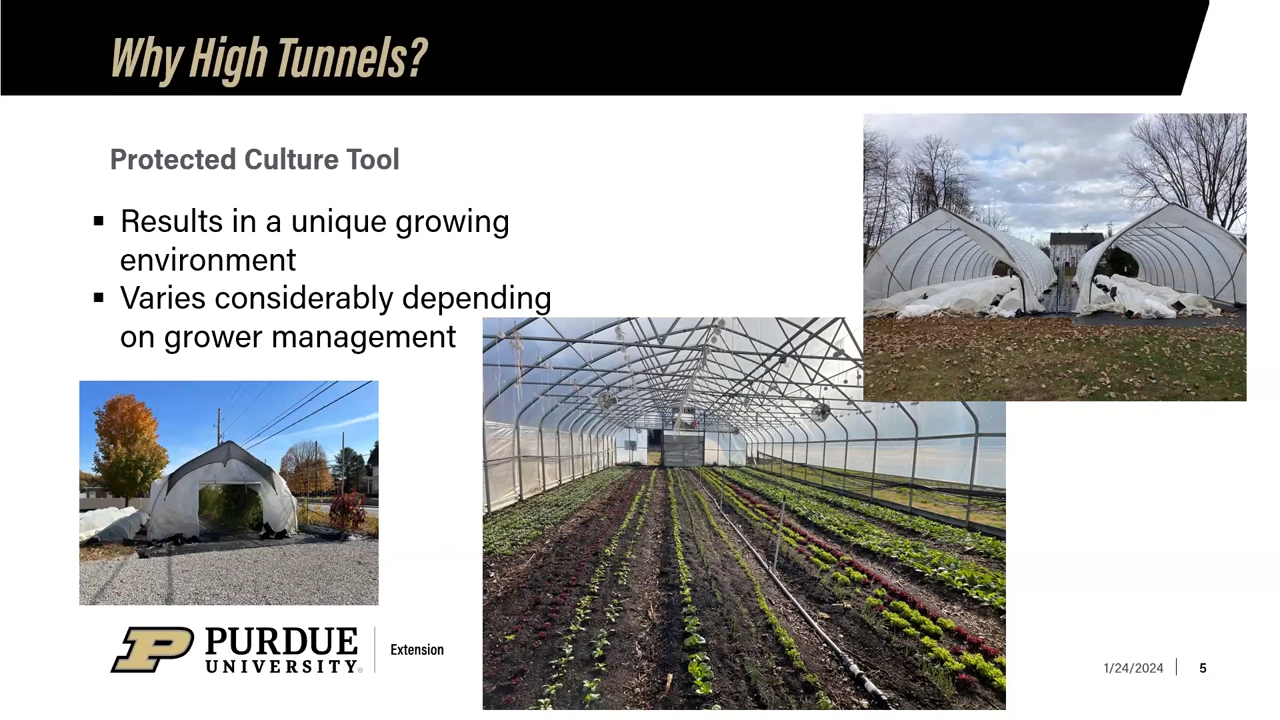 Why High Tunnels?
Protected Culture Tool
▪ Results in a unique growing
environment
▪ Varies considerably depending
on grower management
PURDUE
UNIVERSITY®
Extension
1/24/2024 | 5